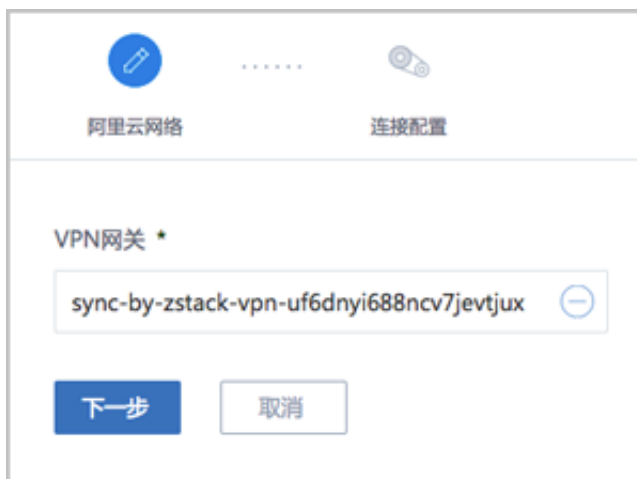 阿里云网络
连接配置
VPN网关 *
sync-by-zstack-vpn-uf6dnyi688ncv7jevtjux
下一步
取消